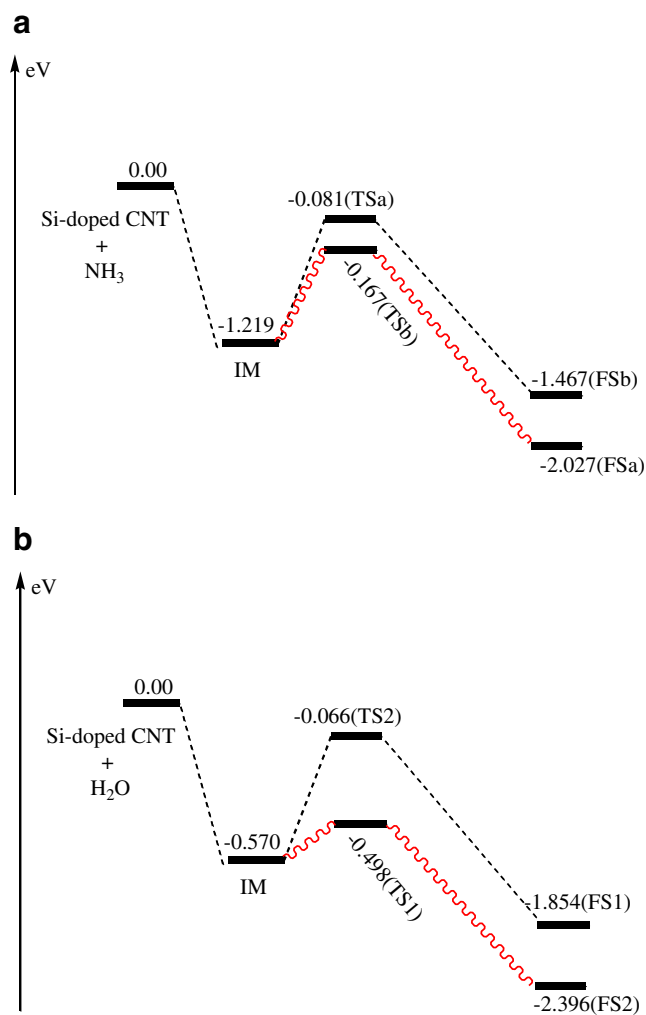 a
eV
0.00
Si-doped CNT
+
NH₃
-0.081(TSa)
-0.167(TSb)
-1.219
IM
-1.467(FSb)
-2.027(FSa)
b
eV
0.00
Si-doped CNT
+
H₂O
-0.066(TS2)
-0.570
IM
-0.498(TS1)
-1.854(FS1)
-2.396(FS2)